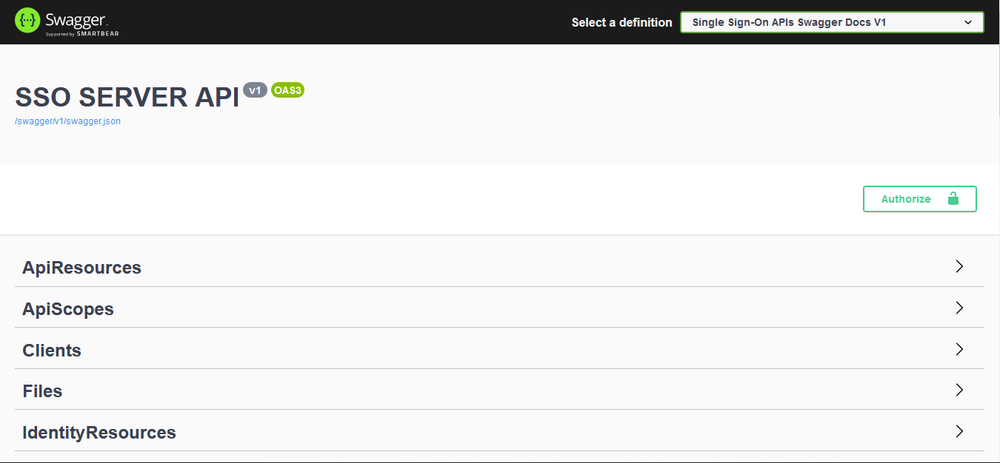 Swagger
Supported by SMARTBEAR
Select a definition
Single Sign-On APIs Swagger Docs V1
SSO SERVER API v1 OAS3
/swagger/v1/swagger.json
Authorize
ApiResources
ApiScopes
Clients
Files
IdentityResources